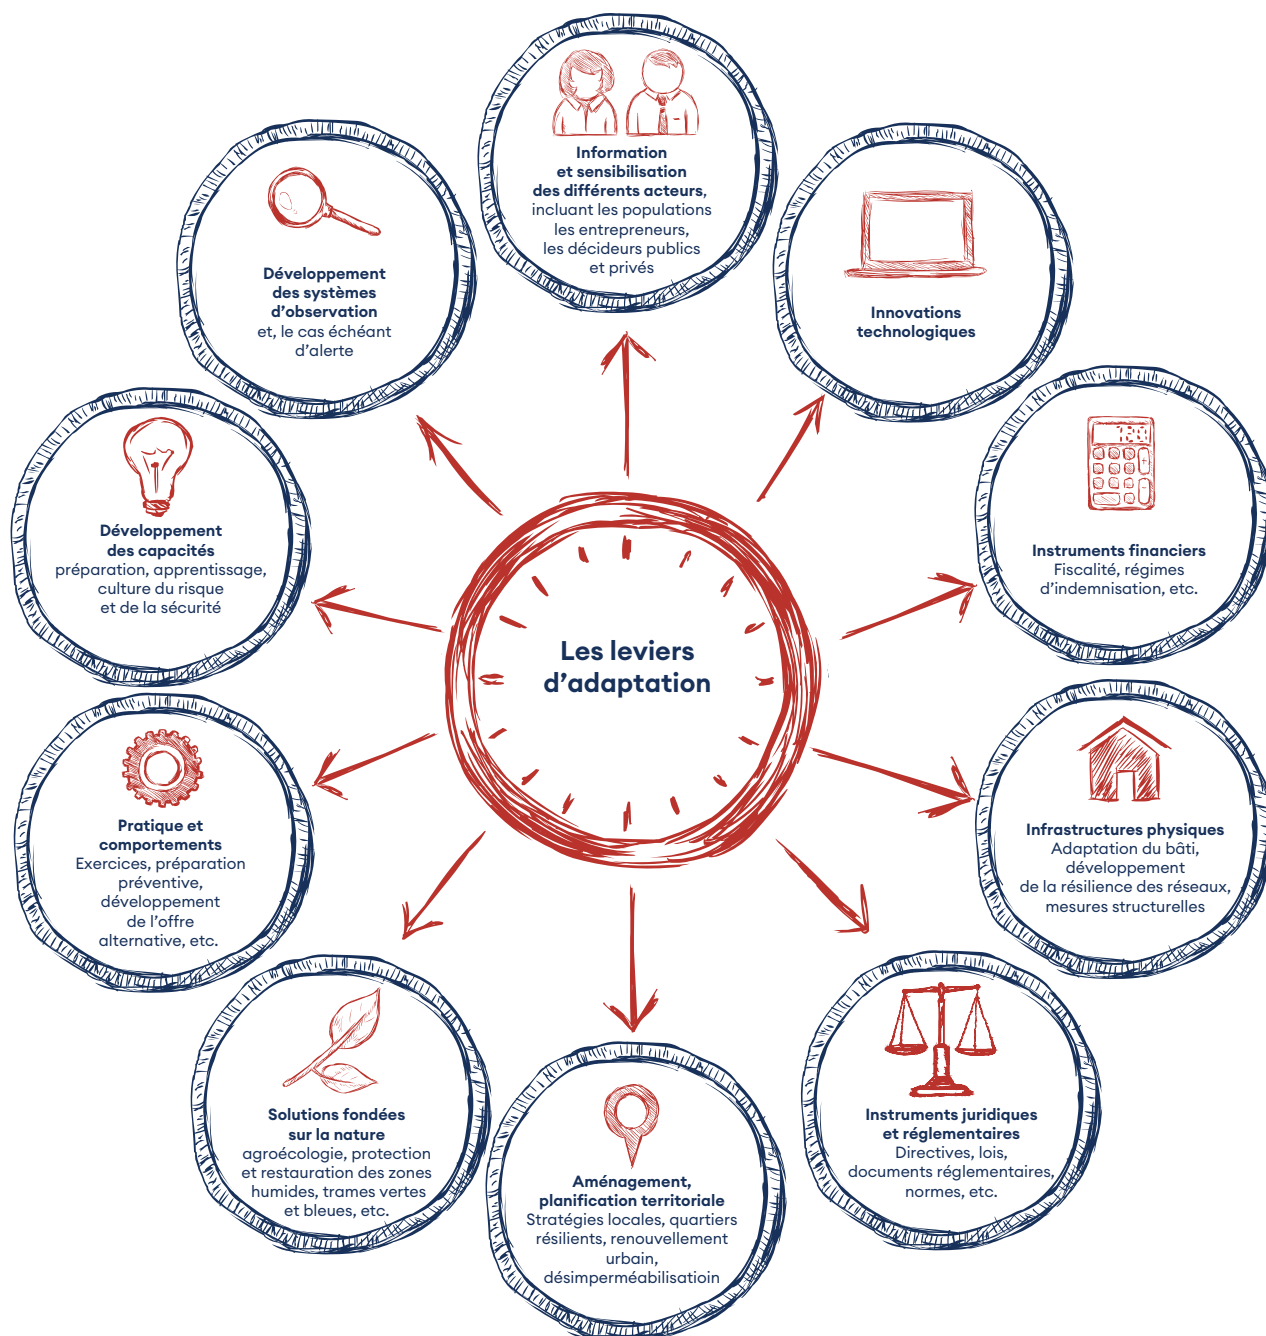 Information
et sensibilisation
des différents acteurs,
incluant les populations
les entrepreneurs,
les décideurs publics
et privés
Innovations
technologiques
Instruments financiers
Fiscalité, régimes
d’indemnisation, etc.
Infrastructures physiques
Adaptation du bâti,
développement
de la résilience des réseaux,
mesures structurelles
Instruments juridiques
et réglementaires
Directives, lois,
documents réglementaires,
normes, etc.
Aménagement,
planification territoriale
Stratégies locales, quartiers
résilients, renouvellement
urbain,
désimperméabilisatioin
Solutions fondées
sur la nature
agroécologie, protection
et restauration des zones
humides, trames vertes
et bleues, etc.
Pratique et
comportements
Exercices, préparation
préventive,
développement
de l’offre
alternative, etc.
Développement
des capacités
préparation, apprentissage,
culture du risque
et de la sécurité
Développement
des systèmes
d’observation
et, le cas échéant
d’alerte
Les leviers
d’adaptation